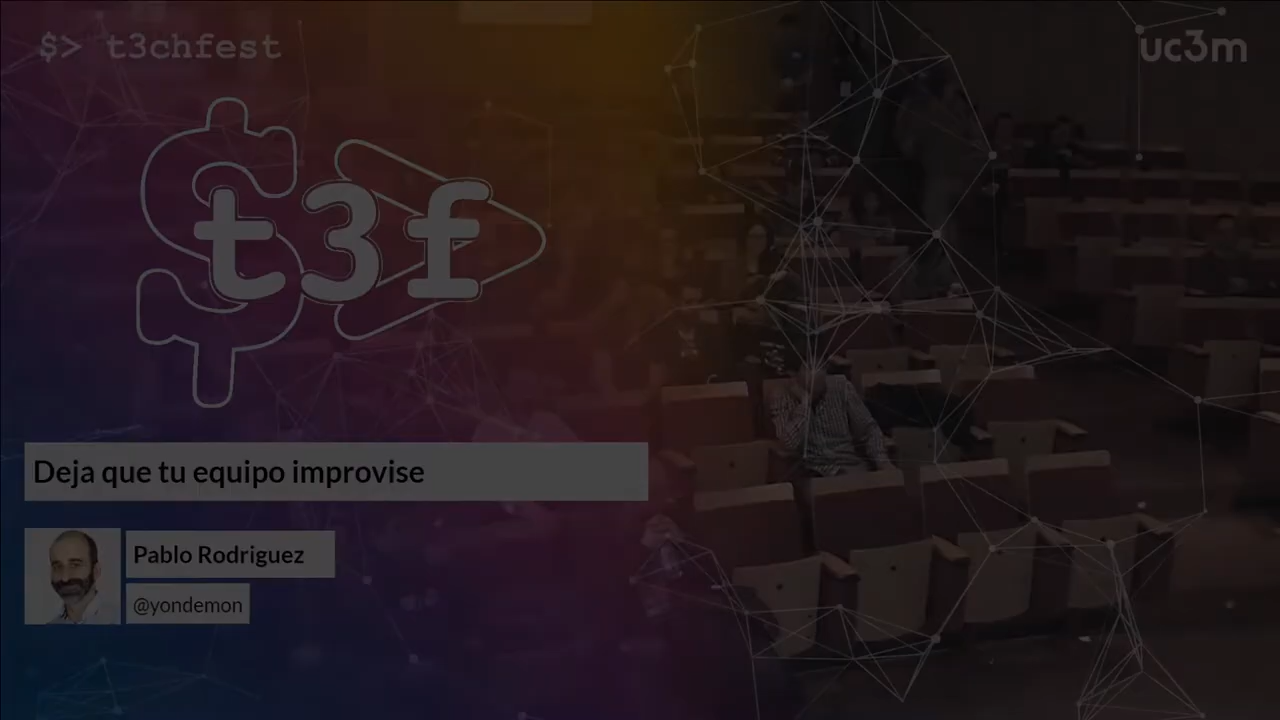 $> t3chfest
uc3m
t3f
Deja que tu equipo improvise
Pablo Rodriguez
@yondemon